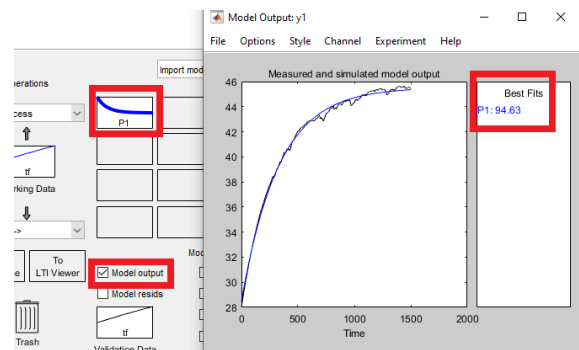 Import mod
erations
cess
P1
tf
rking Data
->
To
e
LTI Viewer
Model output
Model resids
Moc
tf
Trash
Validation Data
Model Output: y1
File Options Style Channel Experiment Help
Measured and simulated model output
Best Fits
P1: 94.63
46
44
42
40
38
36
34
32
30
28
0 500 1000 1500 2000
Time